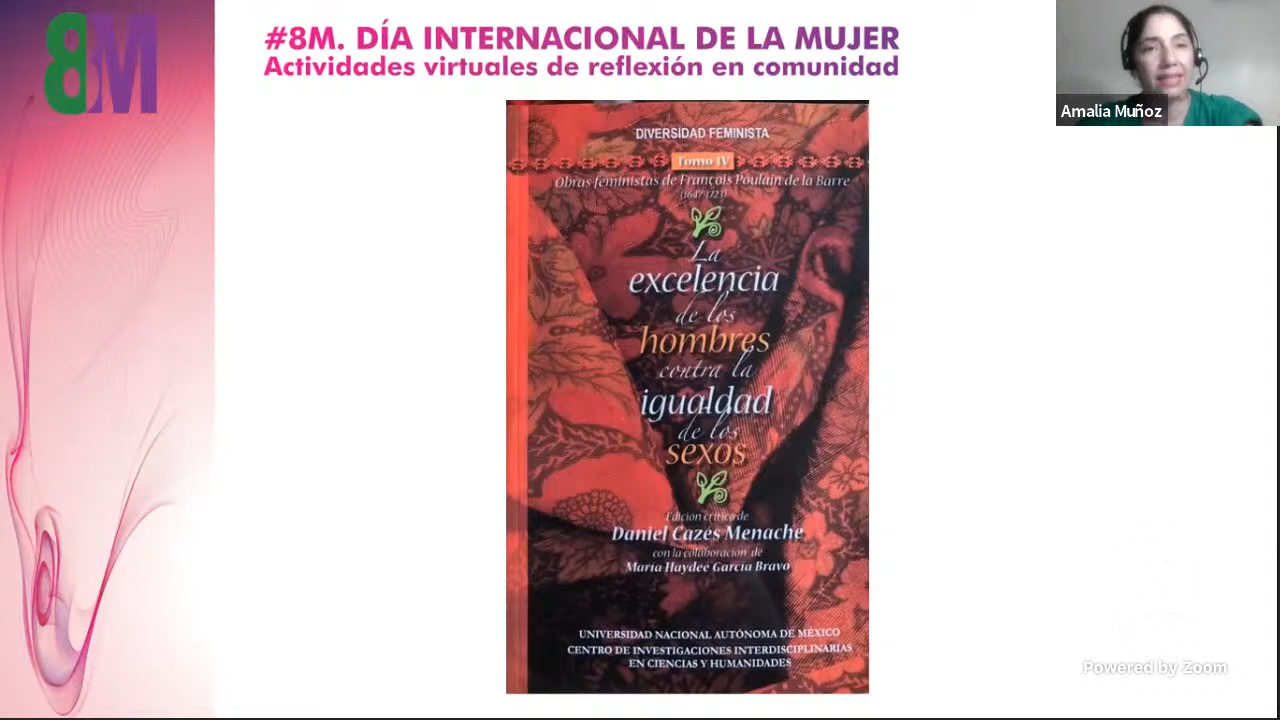 8M
#8M. DÍA INTERNACIONAL DE LA MUJER
Actividades virtuales de reflexión en comunidad
Amalia Muñoz
DIVERSIDAD FEMINISTA
Tomo IV
Obras feministas de François Poulain de la Barre
(1647-1723)
La
excelencia
de los
hombres
contra la
igualdad
de los
sexos
Edición crítica de
Daniel Cazés Menache
con la colaboración de
María Haydeé García Bravo
UNIVERSIDAD NACIONAL AUTÓNOMA DE MÉXICO
CENTRO DE INVESTIGACIONES INTERDISCIPLINARIAS
EN CIENCIAS Y HUMANIDADES
Powered by Zoom